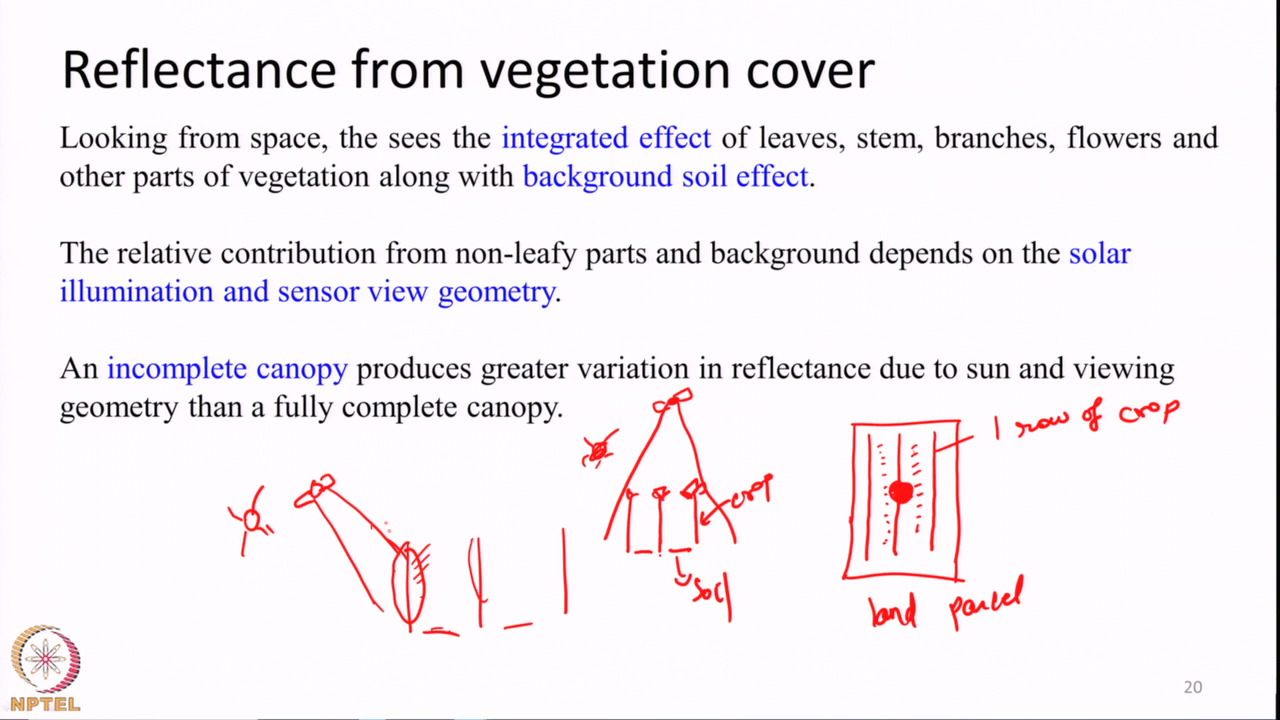 Reflectance from vegetation cover
Looking from space, the sees the integrated effect of leaves, stem, branches, flowers and
other parts of vegetation along with background soil effect.
The relative contribution from non-leafy parts and background depends on the solar
illumination and sensor view geometry.
An incomplete canopy produces greater variation in reflectance due to sun and viewing
geometry than a fully complete canopy.
1 row of crop
crop
soil
land parcel
NPTEL
20